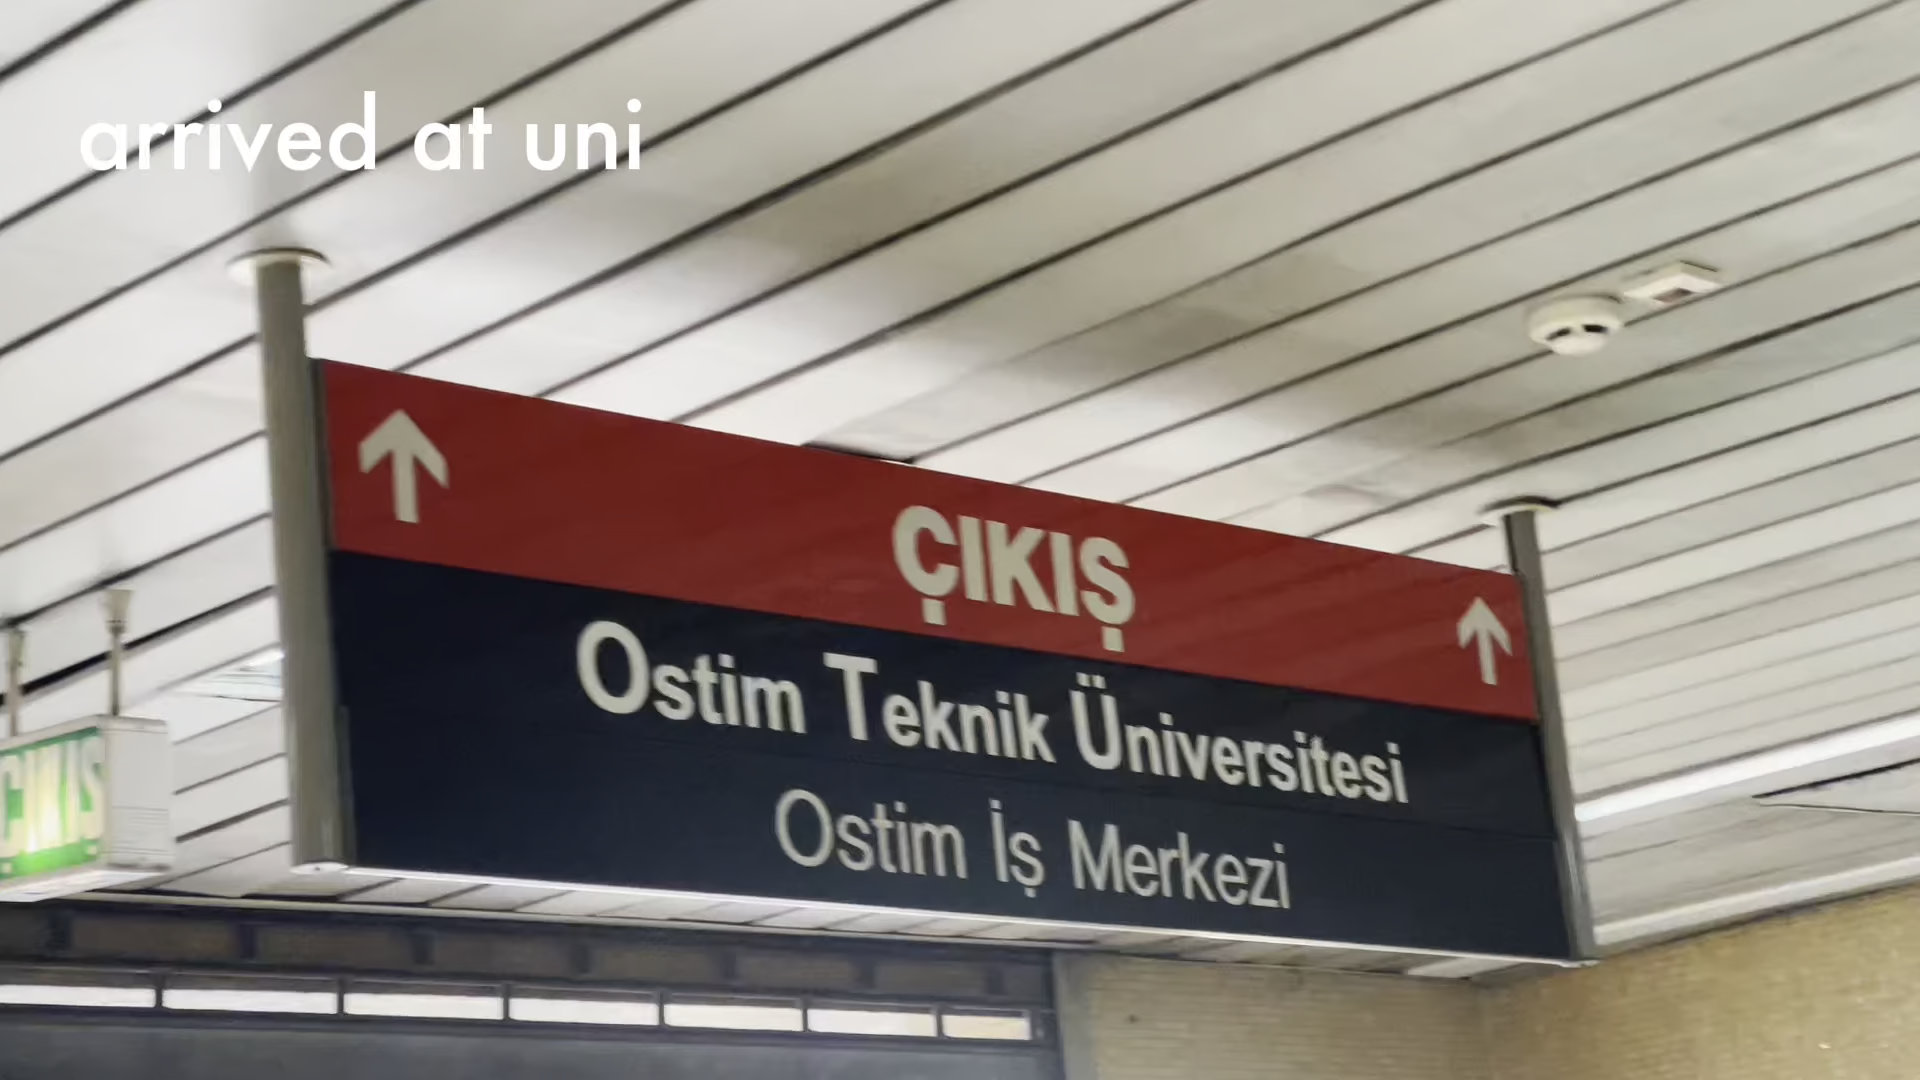 arrived at uni
ÇIKIŞ
Ostim Teknik Üniversitesi
Ostim İş Merkezi
ÇIKIŞ